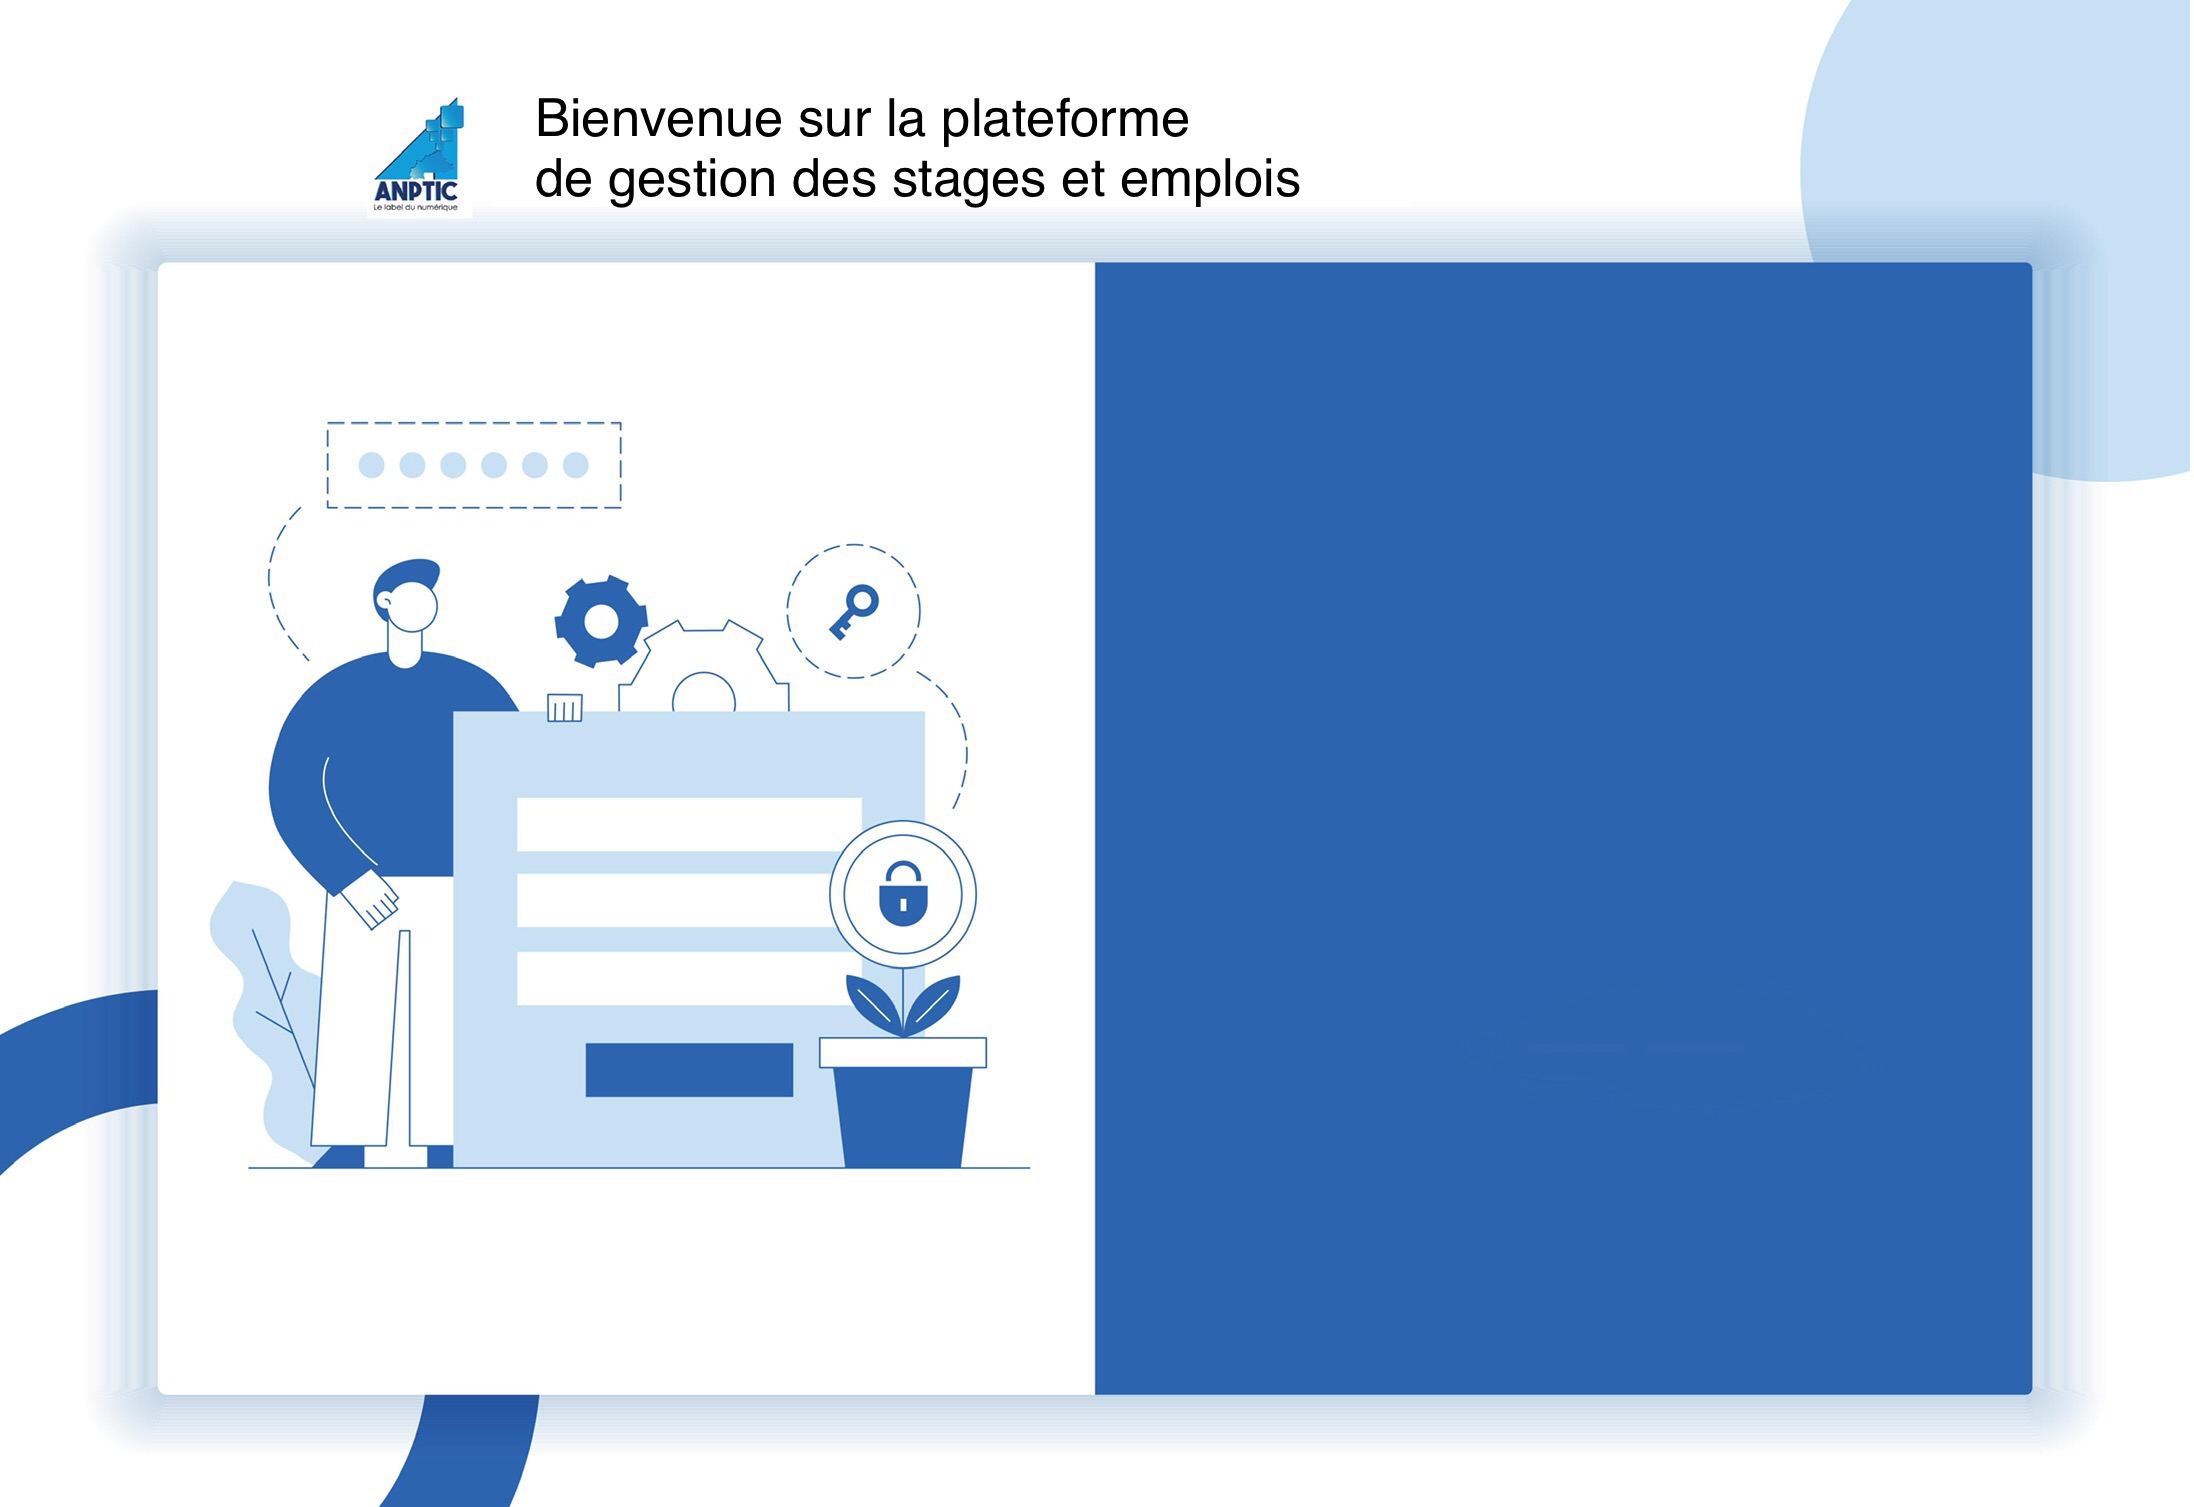 Bienvenue sur la plateforme
de gestion des stages et emplois
ANPTIC
Le label du numérique